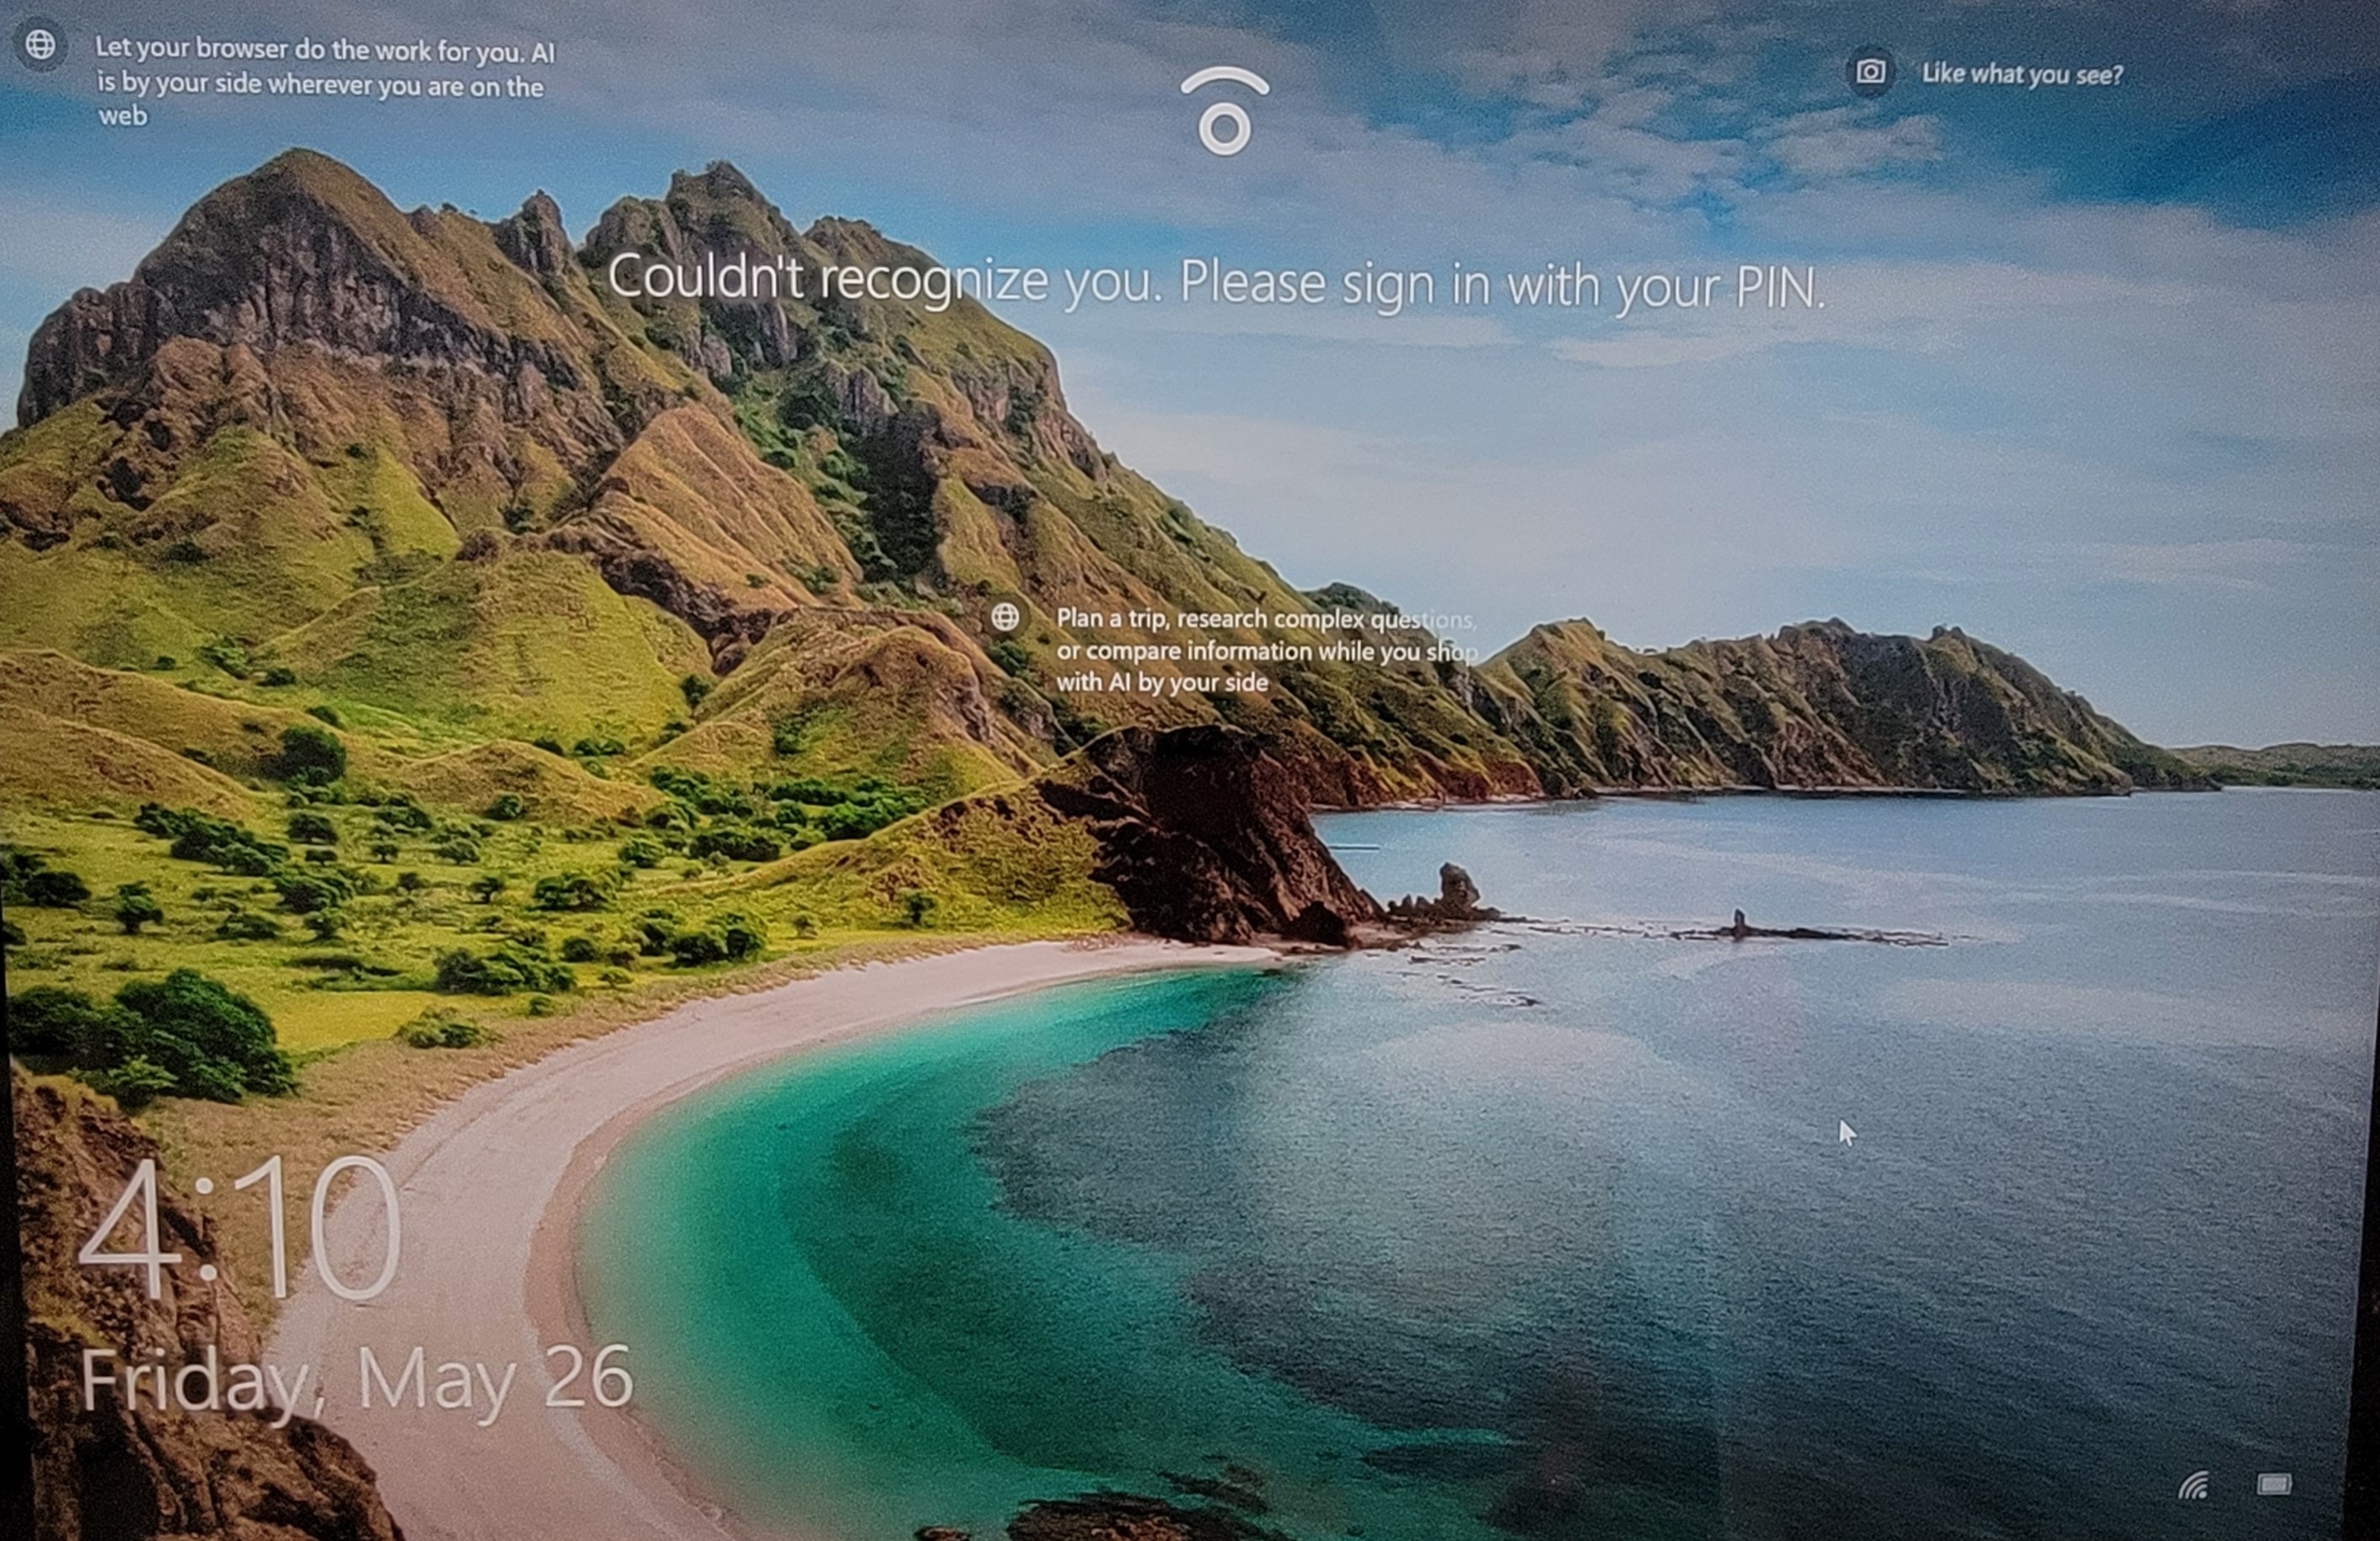 Let your browser do the work for you. AI
is by your side wherever you are on the
web
Like what you see?
Couldn't recognize you. Please sign in with your PIN.
Plan a trip, research complex questions,
or compare information while you shop
with AI by your side
4:10
Friday, May 26